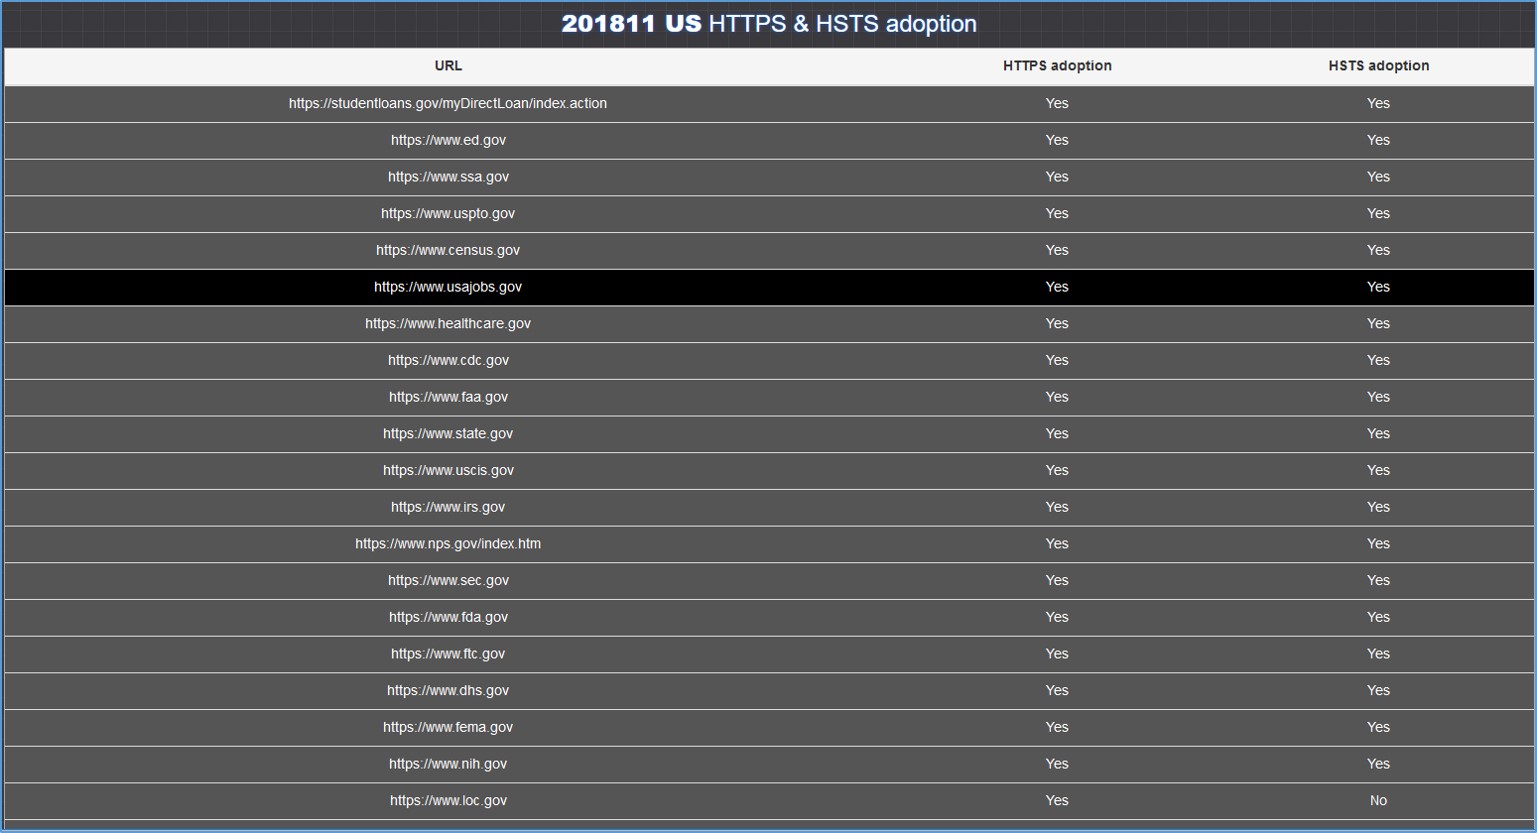 201811 US HTTPS & HSTS adoption
URL HTTPS adoption HSTS adoption
https://studentloans.gov/myDirectLoan/index.action Yes Yes
https://www.ed.gov Yes Yes
https://www.ssa.gov Yes Yes
https://www.uspto.gov Yes Yes
https://www.census.gov Yes Yes
https://www.usajobs.gov Yes Yes
https://www.healthcare.gov Yes Yes
https://www.cdc.gov Yes Yes
https://www.faa.gov Yes Yes
https://www.state.gov Yes Yes
https://www.uscis.gov Yes Yes
https://www.irs.gov Yes Yes
https://www.nps.gov/index.htm Yes Yes
https://www.sec.gov Yes Yes
https://www.fda.gov Yes Yes
https://www.ftc.gov Yes Yes
https://www.dhs.gov Yes Yes
https://www.fema.gov Yes Yes
https://www.nih.gov Yes Yes
https://www.loc.gov Yes No